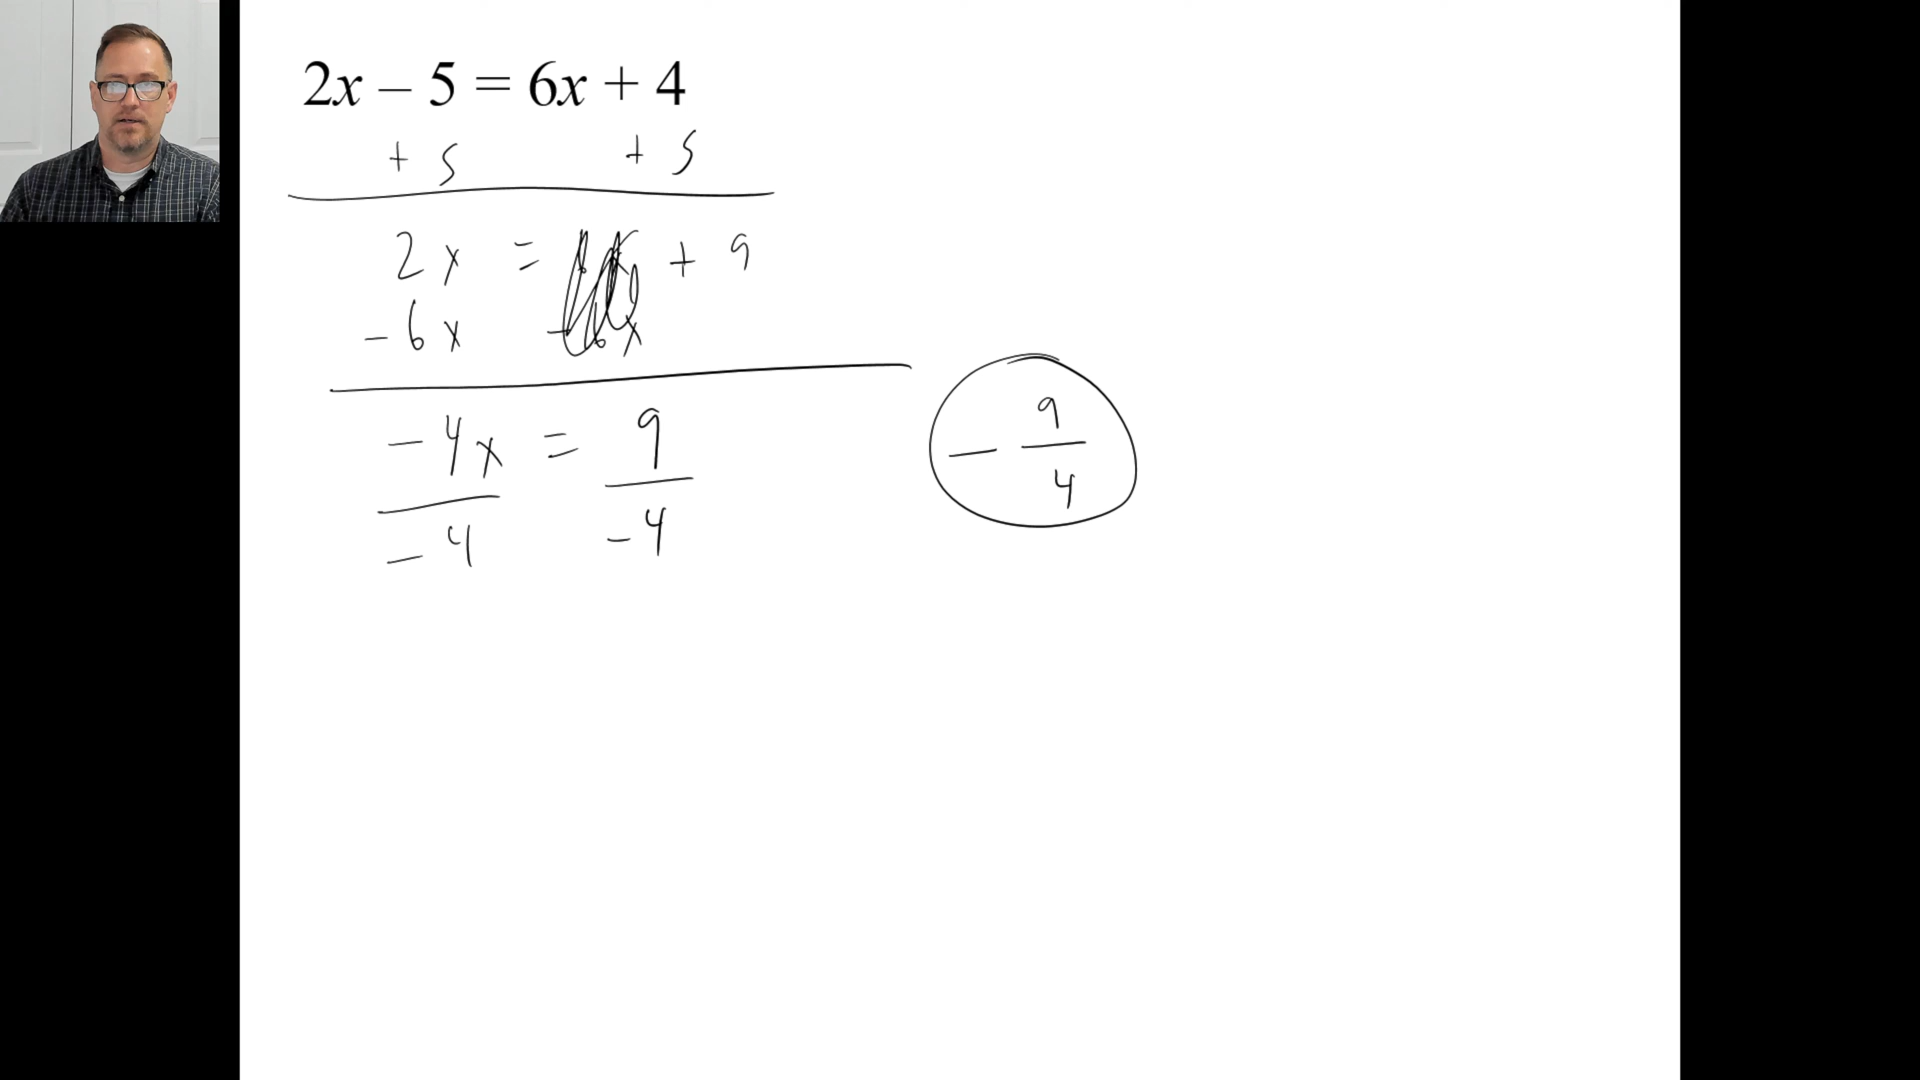 2x – 5 = 6x + 4
+ 5 + 5
2x = 6x + 9
- 6x - 6x
-4x = 9
-4 -4
- 9
4